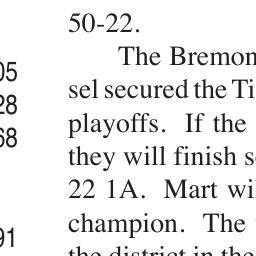 50-22.
The Bremon
sel secured the Ti
playoffs. If the
they will finish s
22 1A. Mart wi
champion. The
the district in the
05
28
68
91